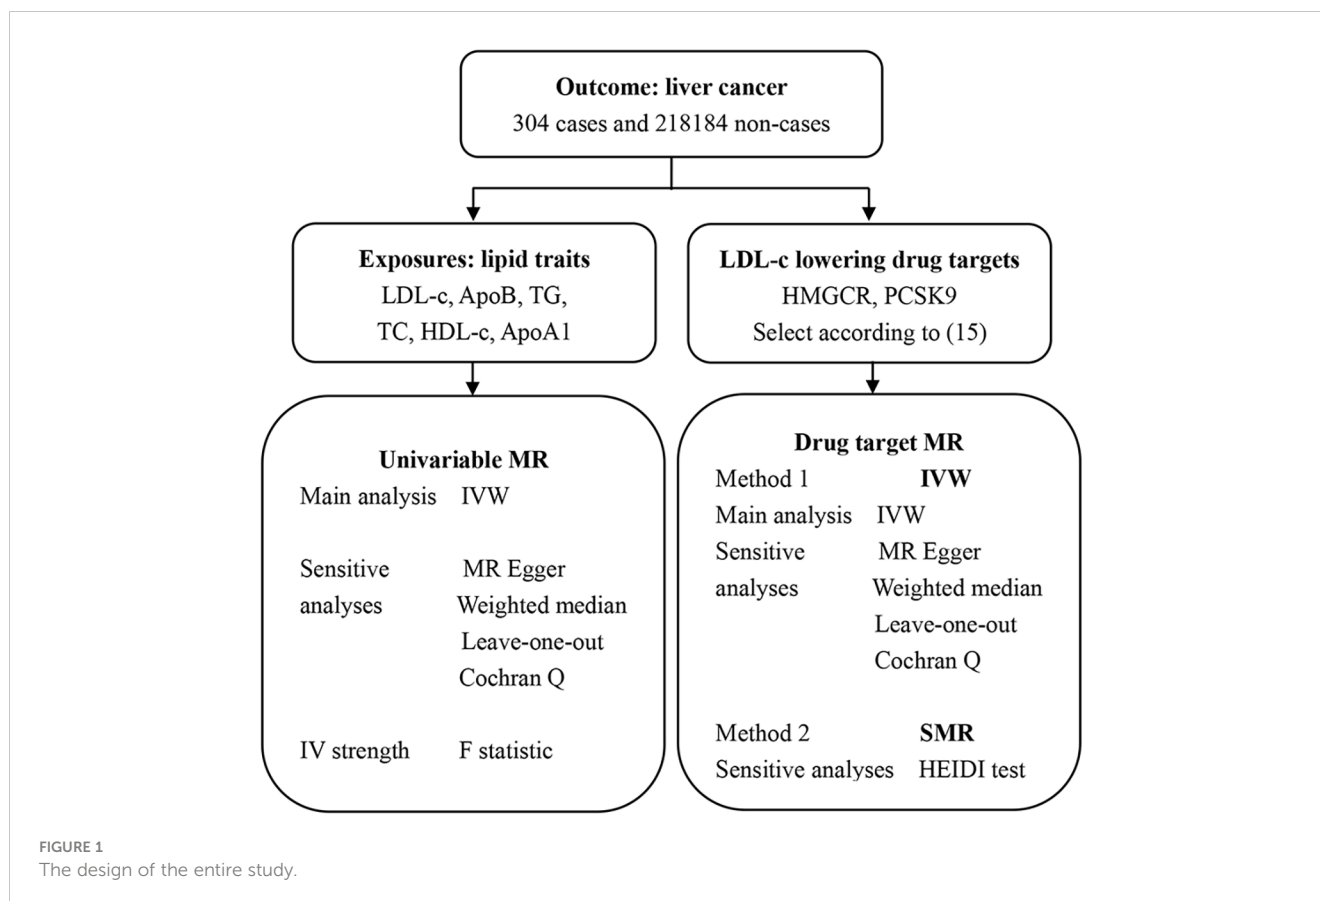 Outcome: liver cancer
304 cases and 218184 non-cases
Exposures: lipid traits
LDL-c, ApoB, TG,
TC, HDL-c, ApoA1
LDL-c lowering drug targets
HMGCR, PCSK9
Select according to (15)
Univariable MR
Main analysis IVW
Sensitive MR Egger
analyses Weighted median
Leave-one-out
Cochran Q
IV strength F statistic
Drug target MR
Method 1 IVW
Main analysis IVW
Sensitive MR Egger
analyses Weighted median
Leave-one-out
Cochran Q
Method 2 SMR
Sensitive analyses HEIDI test
FIGURE 1
The design of the entire study.